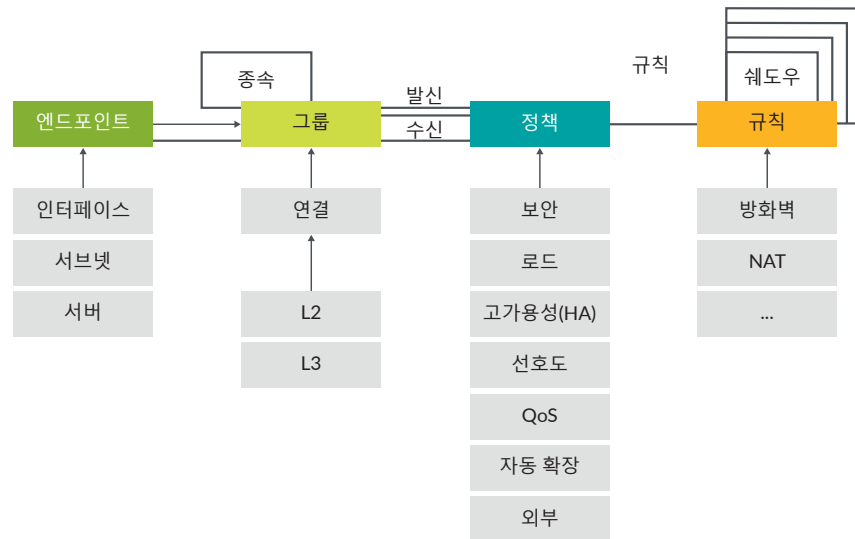 규칙
종속
쉐도우
발신
수신
엔드포인트
그룹
정책
규칙
인터페이스
연결
보안
방화벽
서브넷
로드
NAT
서버
L2
고가용성(HA)
...
L3
선호도
QoS
자동 확장
외부